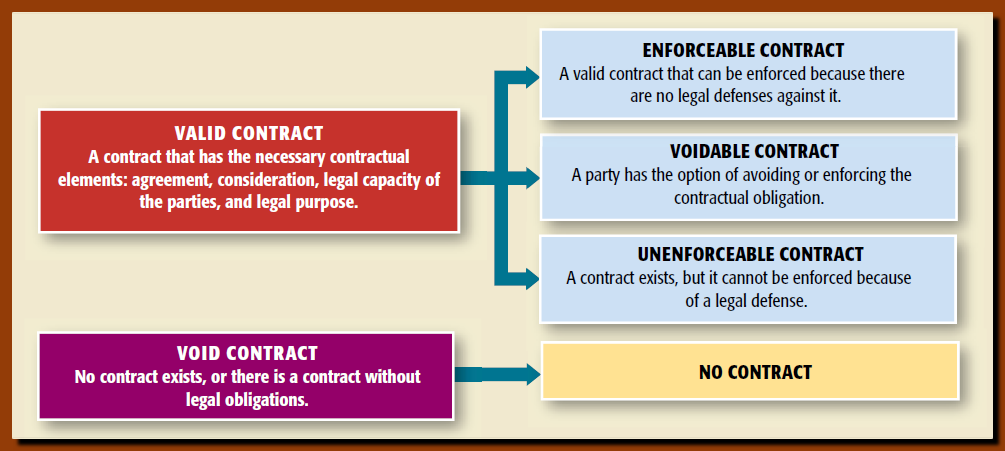 VALID CONTRACT
A contract that has the necessary contractual
elements: agreement, consideration, legal capacity of
the parties, and legal purpose.
ENFORCEABLE CONTRACT
A valid contract that can be enforced because there
are no legal defenses against it.
VOIDABLE CONTRACT
A party has the option of avoiding or enforcing the
contractual obligation.
UNENFORCEABLE CONTRACT
A contract exists, but it cannot be enforced because
of a legal defense.
VOID CONTRACT
No contract exists, or there is a contract without
legal obligations.
NO CONTRACT